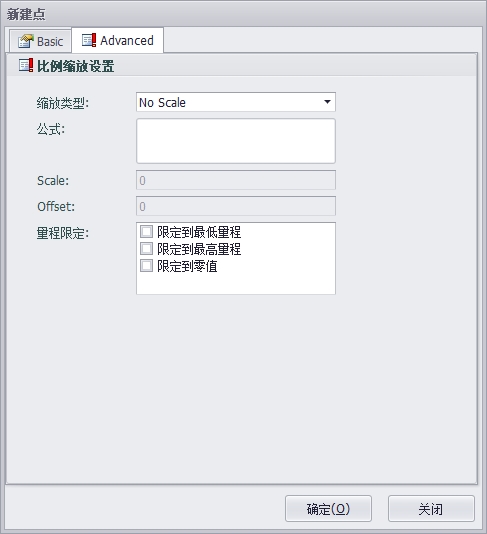 新建点
Basic
Advanced
比例缩放设置
缩放类型:
No Scale
公式:
Scale:
0
Offset:
0
量程限定:
限定到最低量程
限定到最高量程
限定到零值
确定(O)
关闭